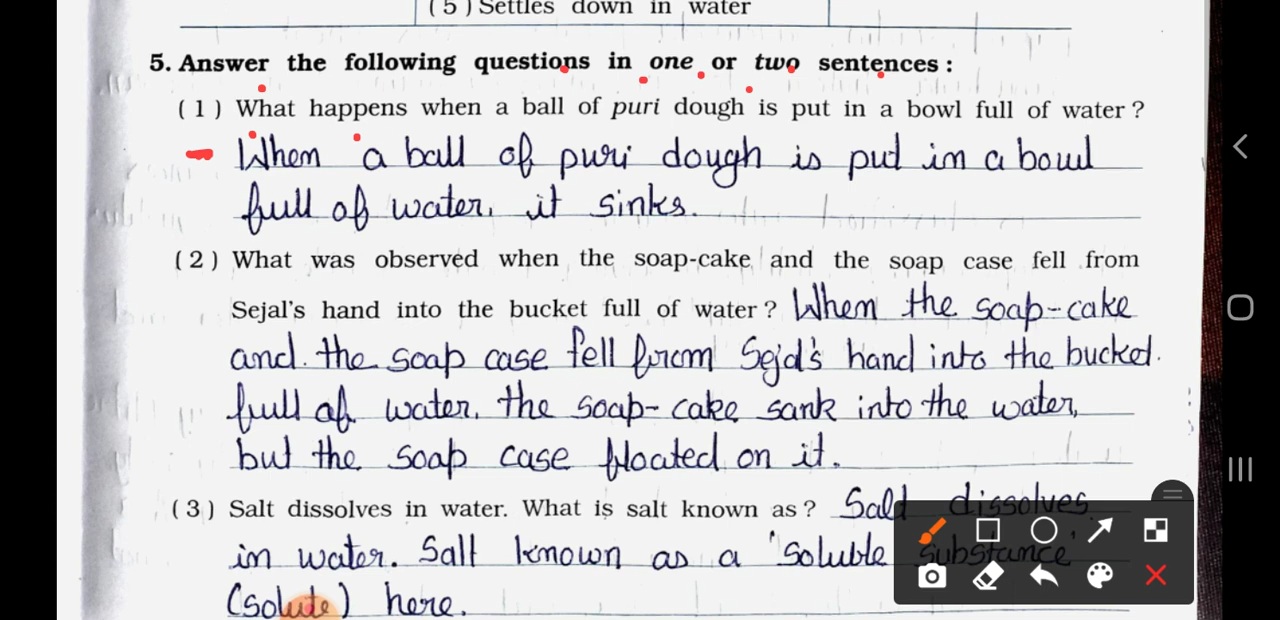 (5) Settles down in water
5. Answer the following questions in one or two sentences :
(1) What happens when a ball of puri dough is put in a bowl full of water ?
When a ball of puri dough is put in a bowl
full of water, it sinks.
(2) What was observed when the soap-cake and the soap case fell from
Sejal's hand into the bucket full of water ? When the soap-cake
and the soap case fell from Sejal's hand into the bucket
full of water, the soap-cake sank into the water,
but the soap case floated on it.
(3) Salt dissolves in water. What is salt known as ? Salt dissolves
in water. Salt known as a 'soluble substance'
(solute) here.